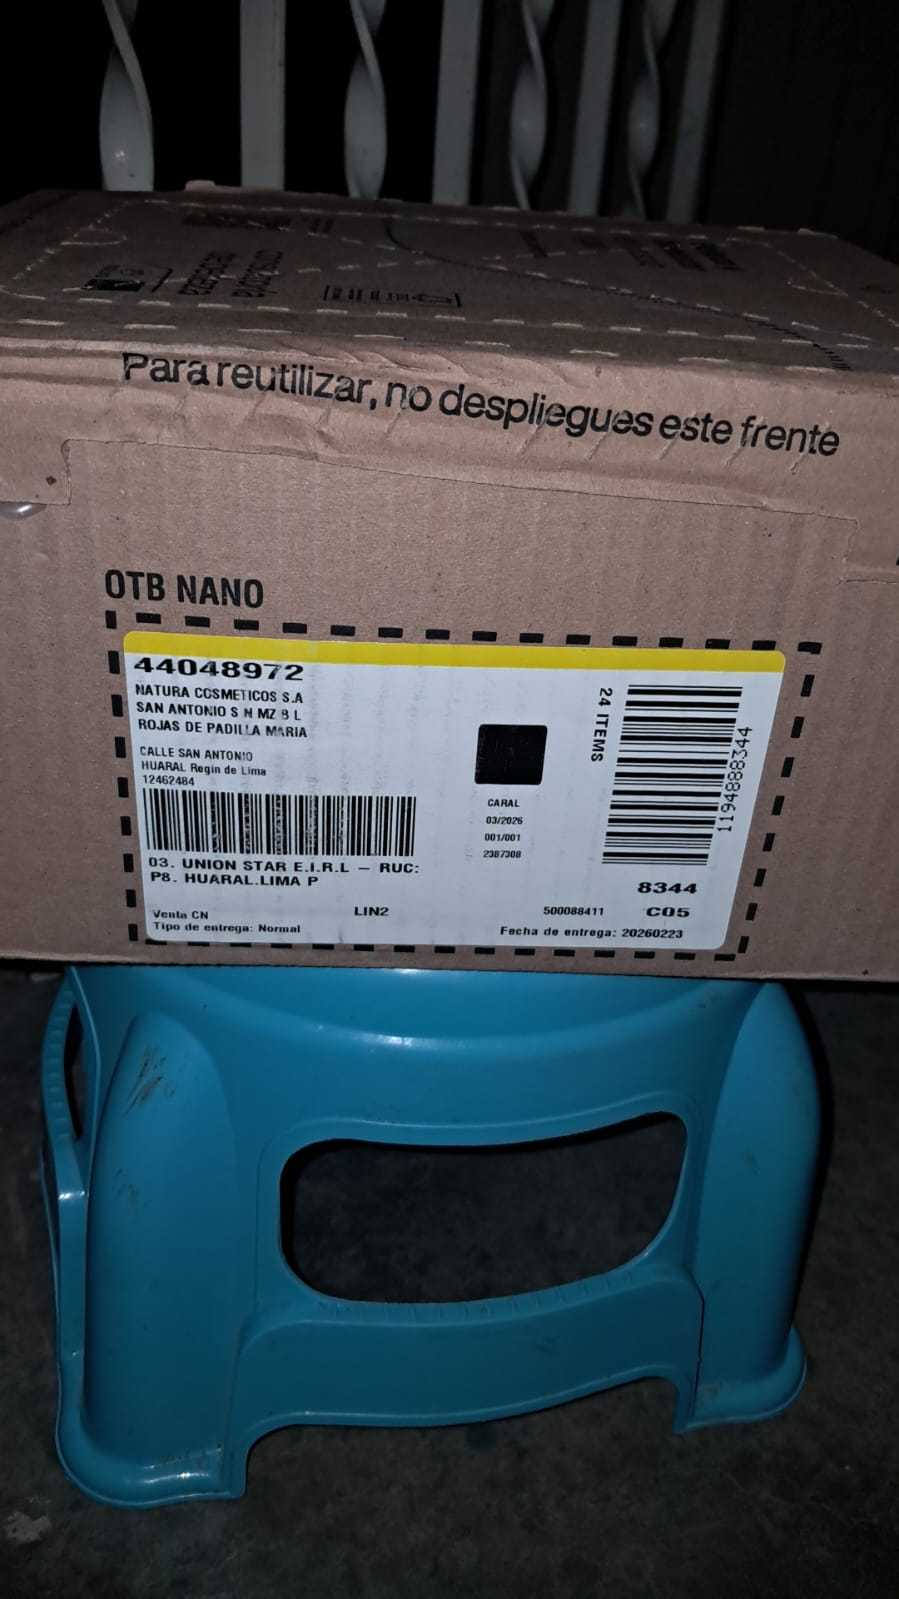 Para reutilizar, no despliegues este frente
OTB NANO
44048972
NATURA COSMETICOS S.A
SAN ANTONIO S N MZ B L
ROJAS DE PADILLA MARIA
CALLE SAN ANTONIO
HUARAL Regin de Lima
12462484
03. UNION STAR E.I.R.L – RUC:
P8. HUARAL.LIMA P
Venta CN
LIN2
Tipo de entrega: Normal
CARAL
03/2026
001/001
2387308
24 ITEMS
1194888344
8344
500088411
C05
Fecha de entrega: 20260223